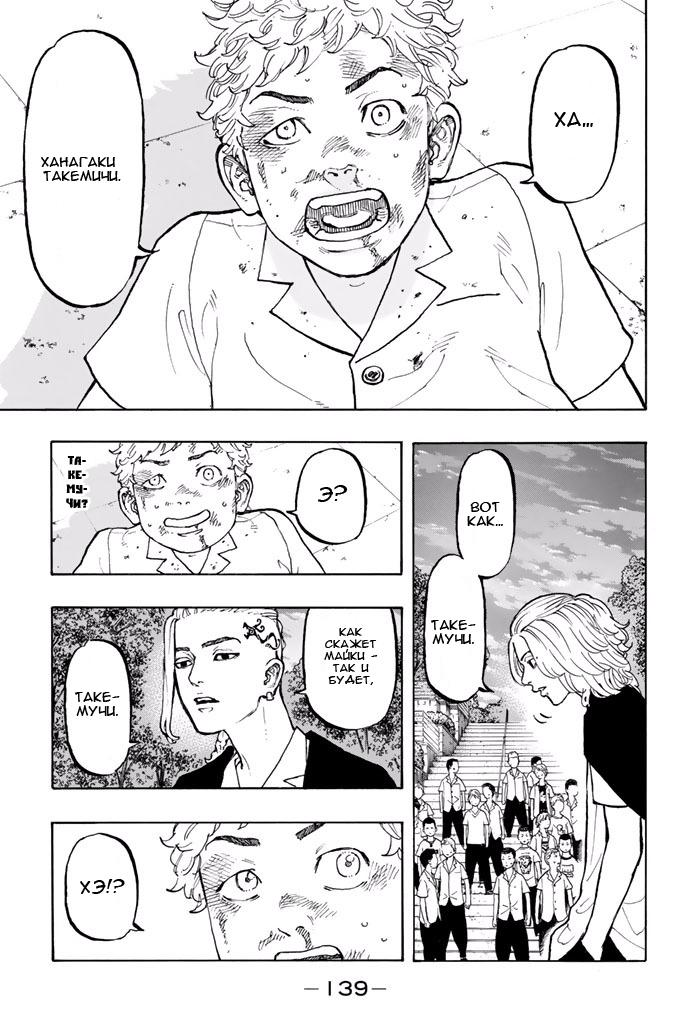 ХА...
ХАНАГАКИ
ТАКЕМИЧИ.
ВОТ
КАК...
ТАКЕ-
МУЧИ.
Э?
ТА-
КЕ-
МУ-
ЧИ?
КАК
СКАЖЕТ
МАЙКИ -
ТАК И
БУДЕТ,
ТАКЕ-
МУЧИ.
ХЭ!?
—139—